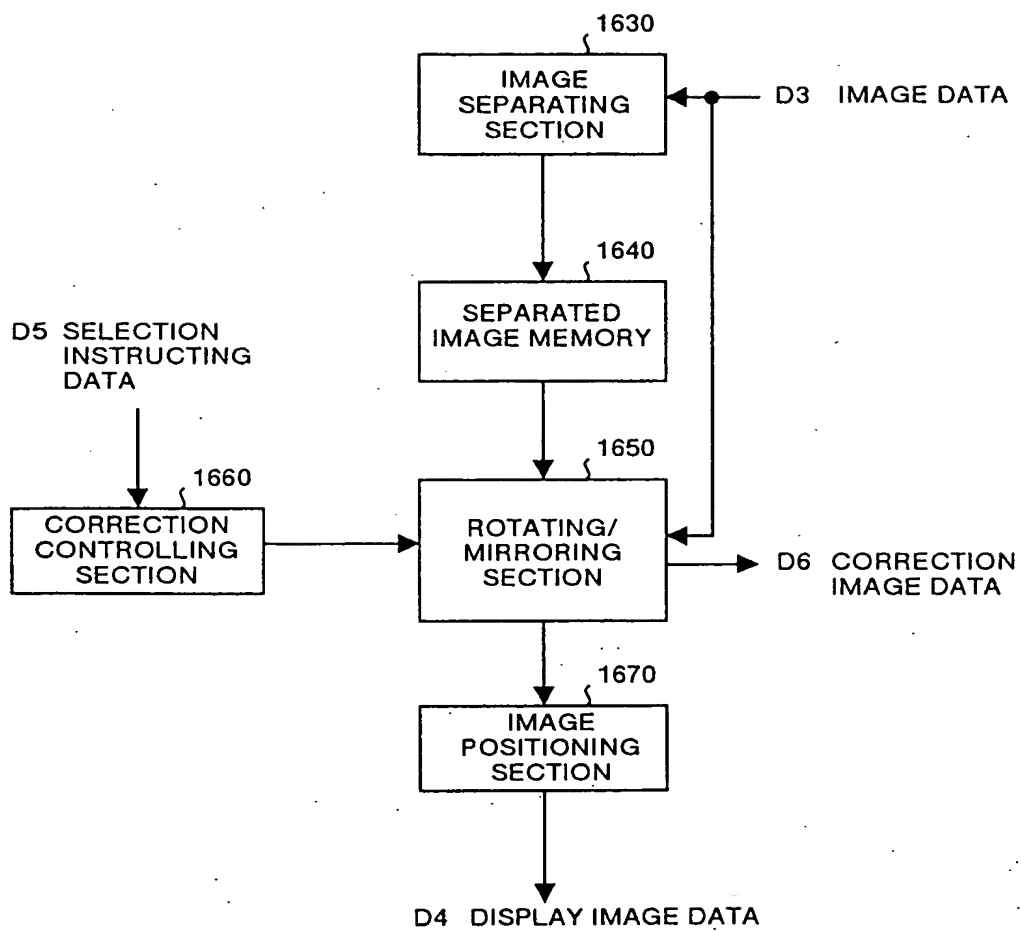 1630
IMAGE
SEPARATING
SECTION
D3 IMAGE DATA
1640
SEPARATED
IMAGE MEMORY
D5 SELECTION
INSTRUCTING
DATA
1650
1660
CORRECTION
CONTROLLING
SECTION
ROTATING/
MIRRORING
SECTION
D6 CORRECTION
IMAGE DATA
1670
IMAGE
POSITIONING
SECTION
D4 DISPLAY IMAGE DATA